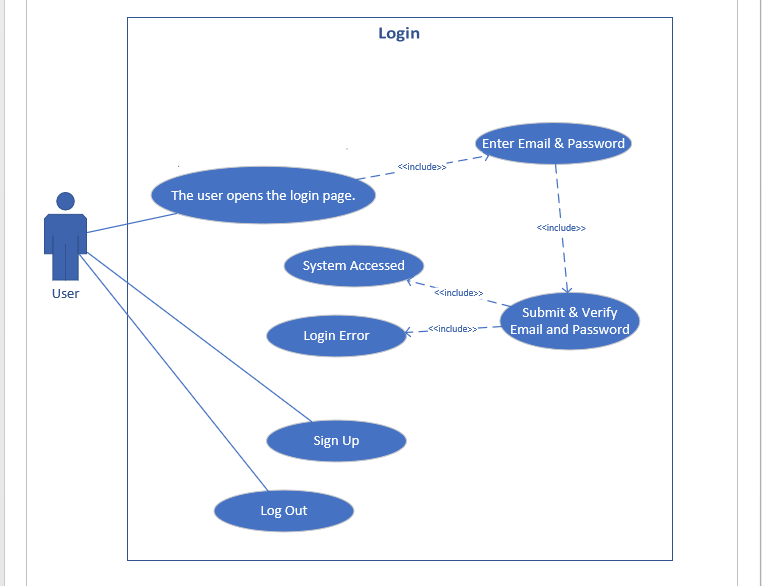 Login
Enter Email & Password
<<include>>
The user opens the login page.
<<include>>
System Accessed
User
<<include>>
Submit & Verify
Email and Password
<<include>>
Login Error
Sign Up
Log Out